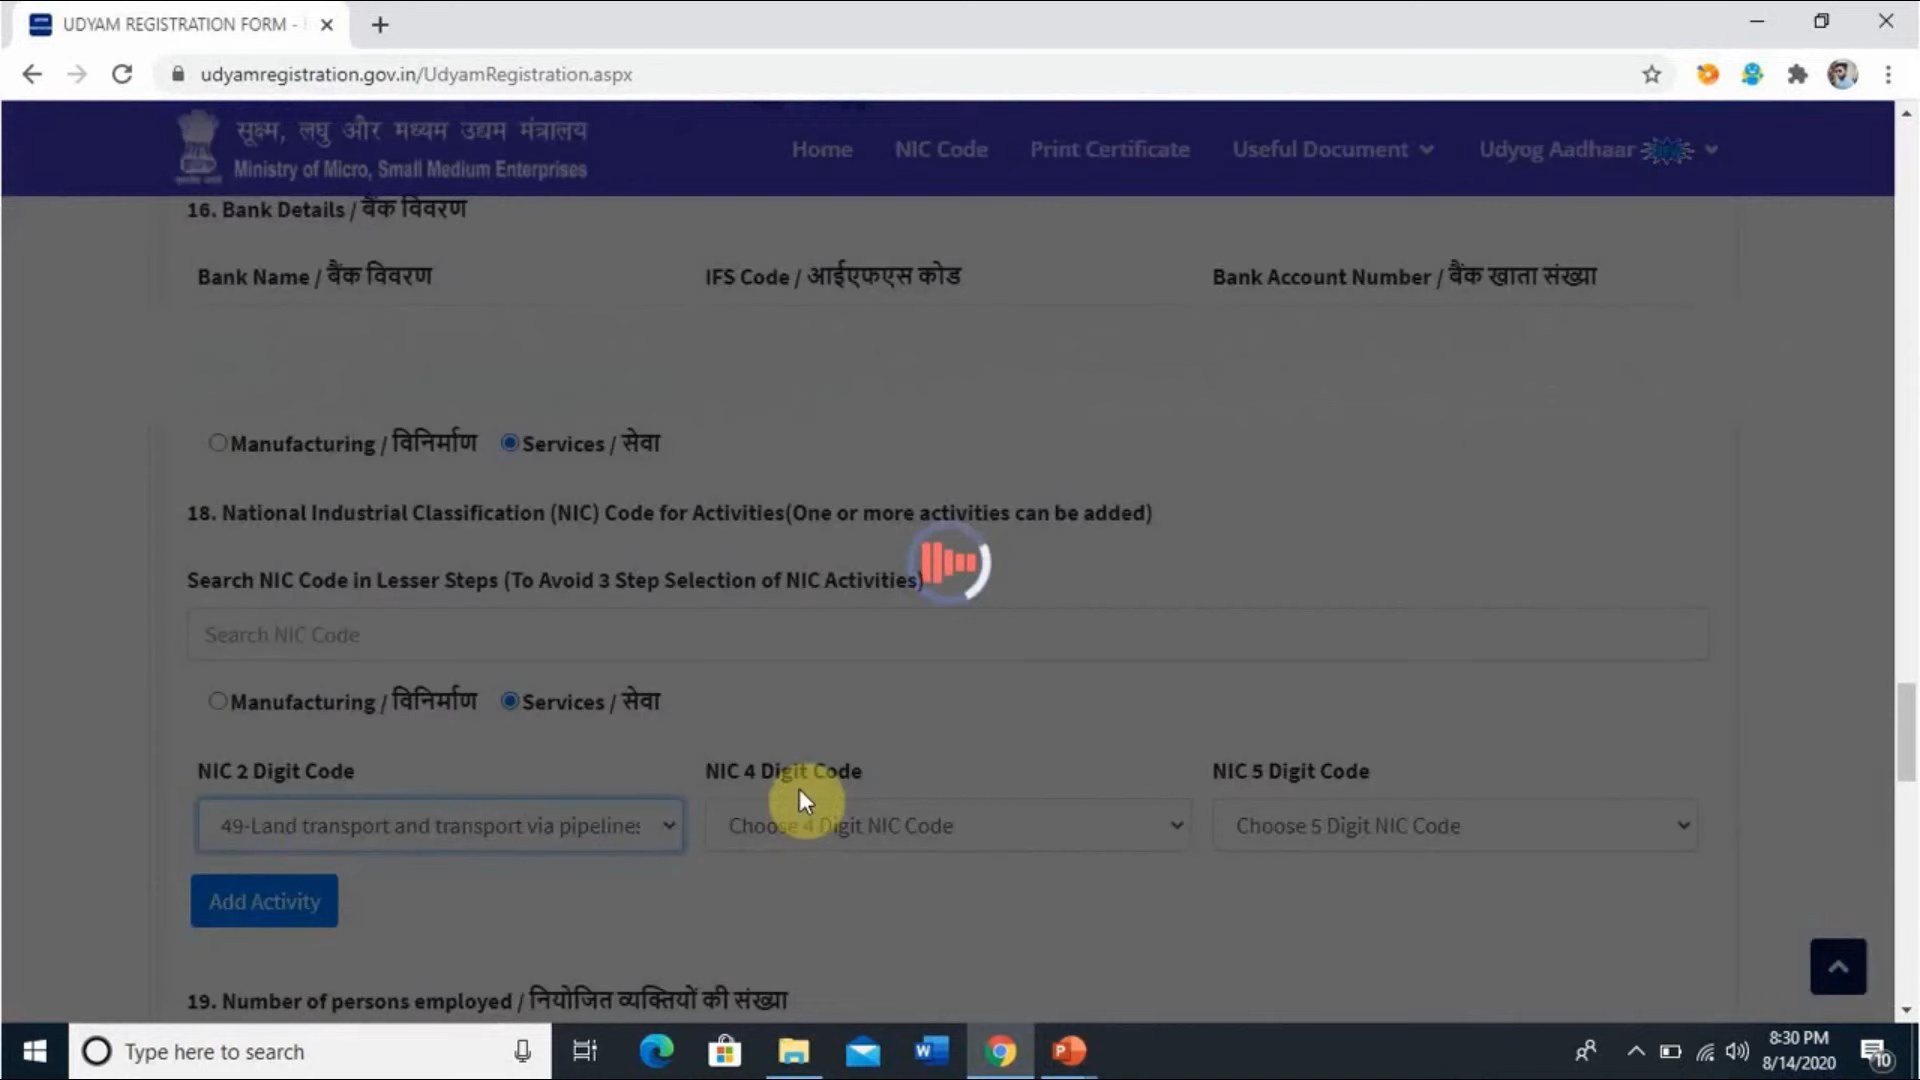 UDYAM REGISTRATION FORM -
udyamregistration.gov.in/UdyamRegistration.aspx
सूक्ष्म, लघु और मध्यम उद्यम मंत्रालय
Ministry of Micro, Small Medium Enterprises
Home
NIC Code
Print Certificate
Useful Document
Udyog Aadhaar
16. Bank Details / बैंक विवरण
Bank Name / बैंक विवरण
IFS Code / आईएफएस कोड
Bank Account Number / बैंक खाता संख्या
Manufacturing / विनिर्माण
Services / सेवा
18. National Industrial Classification (NIC) Code for Activities(One or more activities can be added)
Search NIC Code in Lesser Steps (To Avoid 3 Step Selection of NIC Activities)
Search NIC Code
Manufacturing / विनिर्माण
Services / सेवा
NIC 2 Digit Code
NIC 4 Digit Code
NIC 5 Digit Code
49-Land transport and transport via pipelines
Choose 4 Digit NIC Code
Choose 5 Digit NIC Code
Add Activity
19. Number of persons employed / नियोजित व्यक्तियों की संख्या
Type here to search
8:30 PM
8/14/2020
10